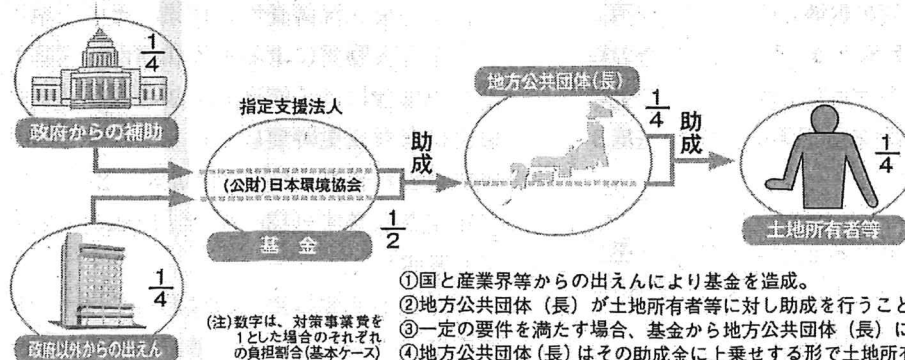 1/4
政府からの補助
指定支援法人
(公財)日本環境協会
基 金
助成
1/2
地方公共団体(長)
1/4
助成
1/4
土地所有者等
1/4
政府以外からの出えん
(注)数字は、対策事業費を
1とした場合のそれぞれ
の負担割合(基本ケース)
①国と産業界等からの出えんにより基金を造成。
②地方公共団体（長）が土地所有者等に対し助成を行うこと
③一定の要件を満たす場合、基金から地方公共団体（長）に
④地方公共団体（長）はその助成金に上乗せする形で土地所有